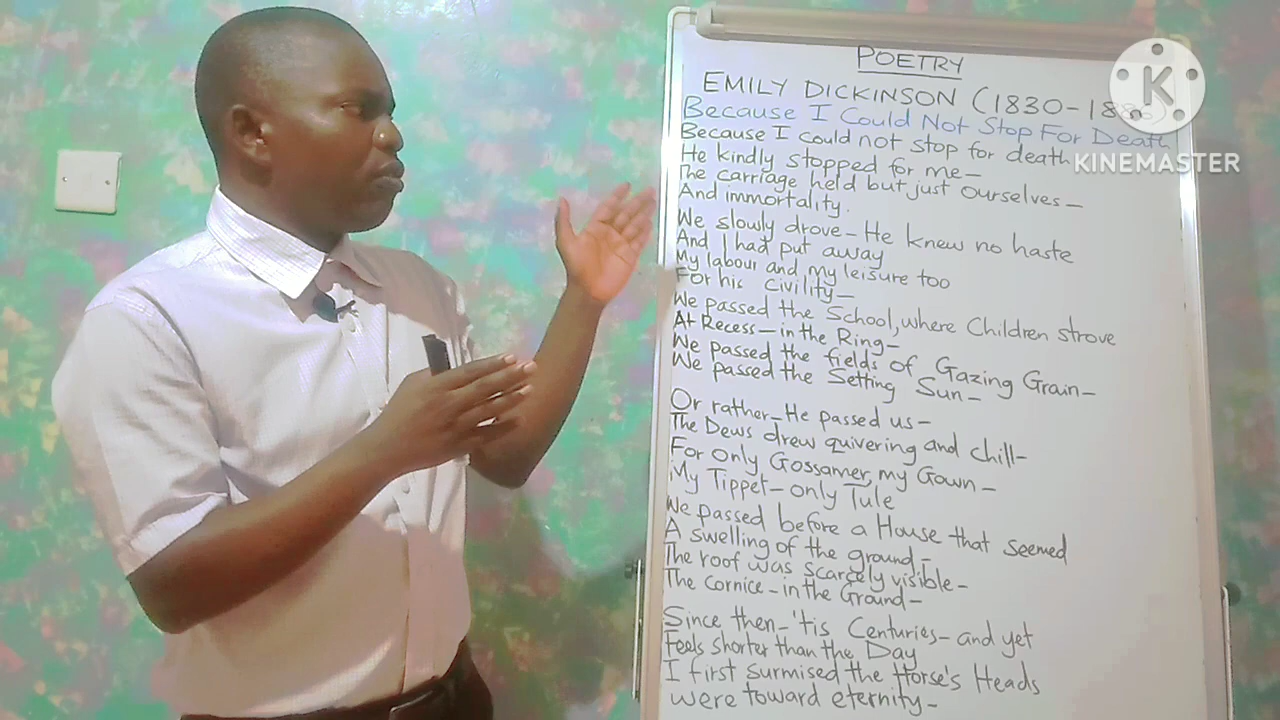 POETRY
EMILY DICKINSON (1830-188
Because I Could Not Stop For Death
Because I could not stop for death
He kindly stopped for me—
The carriage held but just ourselves—
And immortality.
We slowly drove—He knew no haste
And I had put away
My labour and my leisure too
For his civility—
We passed the School, where Children strove
At Recess—in the Ring—
We passed the fields of Gazing Grain—
We passed the Setting Sun—
Or rather—He passed us—
The Dews drew quivering and chill—
For Only Gossamer, my Gown—
My Tippet—only Tule
We passed before a House that seemed
A swelling of the ground—
The roof was scarcely visible—
The Cornice—in the Ground—
Since then—'tis Centuries—and yet
Feels shorter than the Day
I first surmised the Horse's Heads
were toward eternity—
K
KINEMASTER